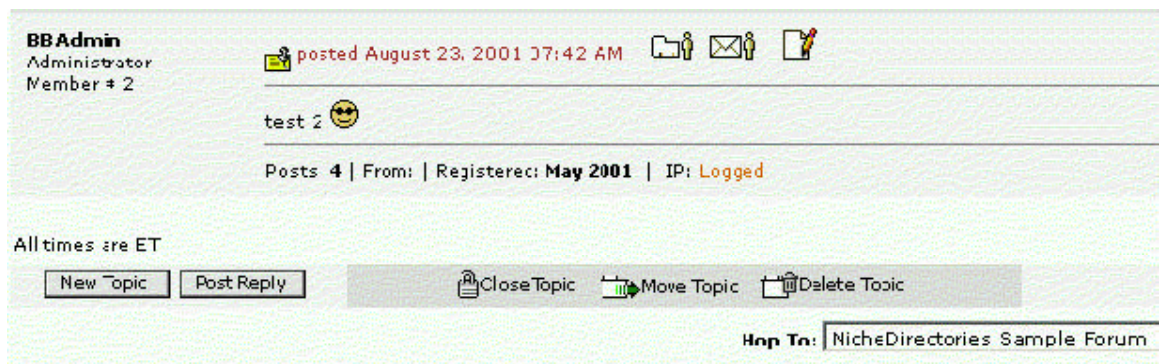 BBAdmin
Administrator
Member # 2
posted August 23, 2001 07:42 AM
test 2
Posts 4 | From: | Registered: May 2001 | IP: Logged
All times are ET
New Topic Post Reply Close Topic Move Topic Delete Topic
Hop To: NicheDirectories Sample Forum